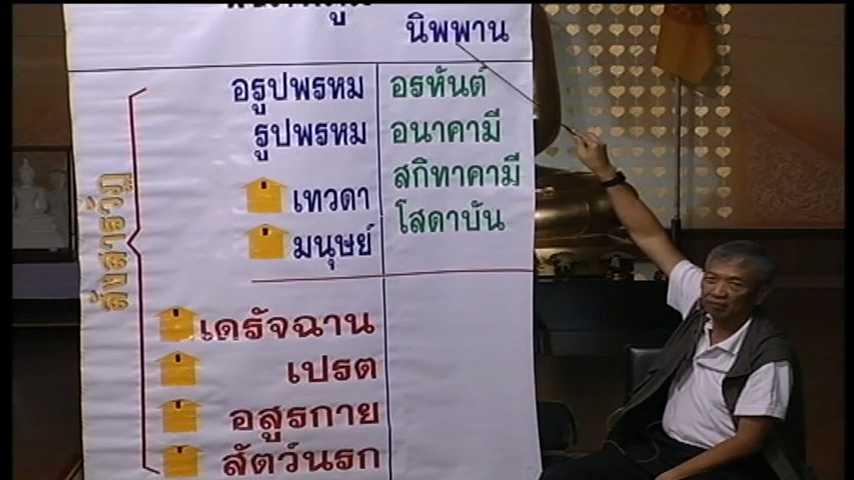 นิพพาน
อรูปพรหม อรหันต์
รูปพรหม อนาคามี
เทวดา สกิทาคามี
มนุษย์ โสดาบัน
สังสารวัฏ
เดรัจฉาน
เปรต
อสูรกาย
สัตว์นรก